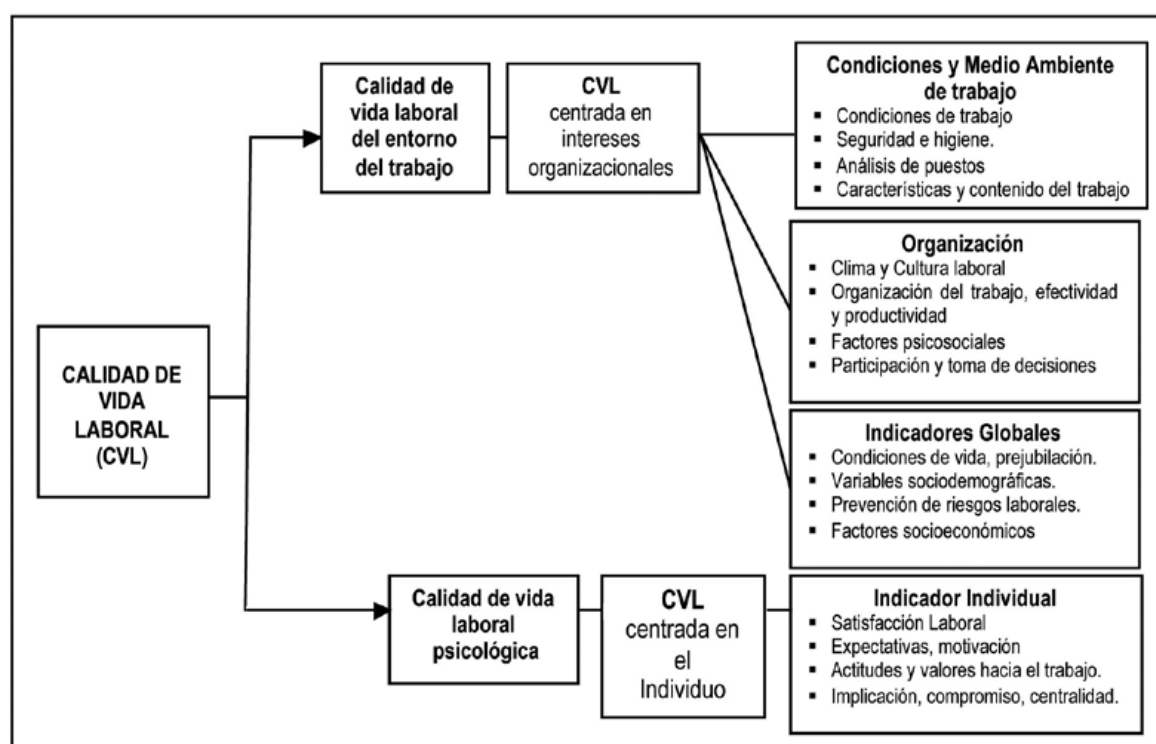 CALIDAD DE
VIDA
LABORAL
(CVL)
Calidad de
vida laboral
del entorno
del trabajo
CVL
centrada en
intereses
organizacionales
Condiciones y Medio Ambiente
de trabajo
▪ Condiciones de trabajo
▪ Seguridad e higiene.
▪ Análisis de puestos
▪ Características y contenido del trabajo
Organización
▪ Clima y Cultura laboral
▪ Organización del trabajo, efectividad
y productividad
▪ Factores psicosociales
▪ Participación y toma de decisiones
Indicadores Globales
▪ Condiciones de vida, prejubilación.
▪ Variables sociodemográficas.
▪ Prevención de riesgos laborales.
▪ Factores socioeconómicos
Calidad de vida
laboral
psicológica
CVL
centrada en
el
Individuo
Indicador Individual
▪ Satisfacción Laboral
▪ Expectativas, motivación
▪ Actitudes y valores hacia el trabajo.
▪ Implicación, compromiso, centralidad.